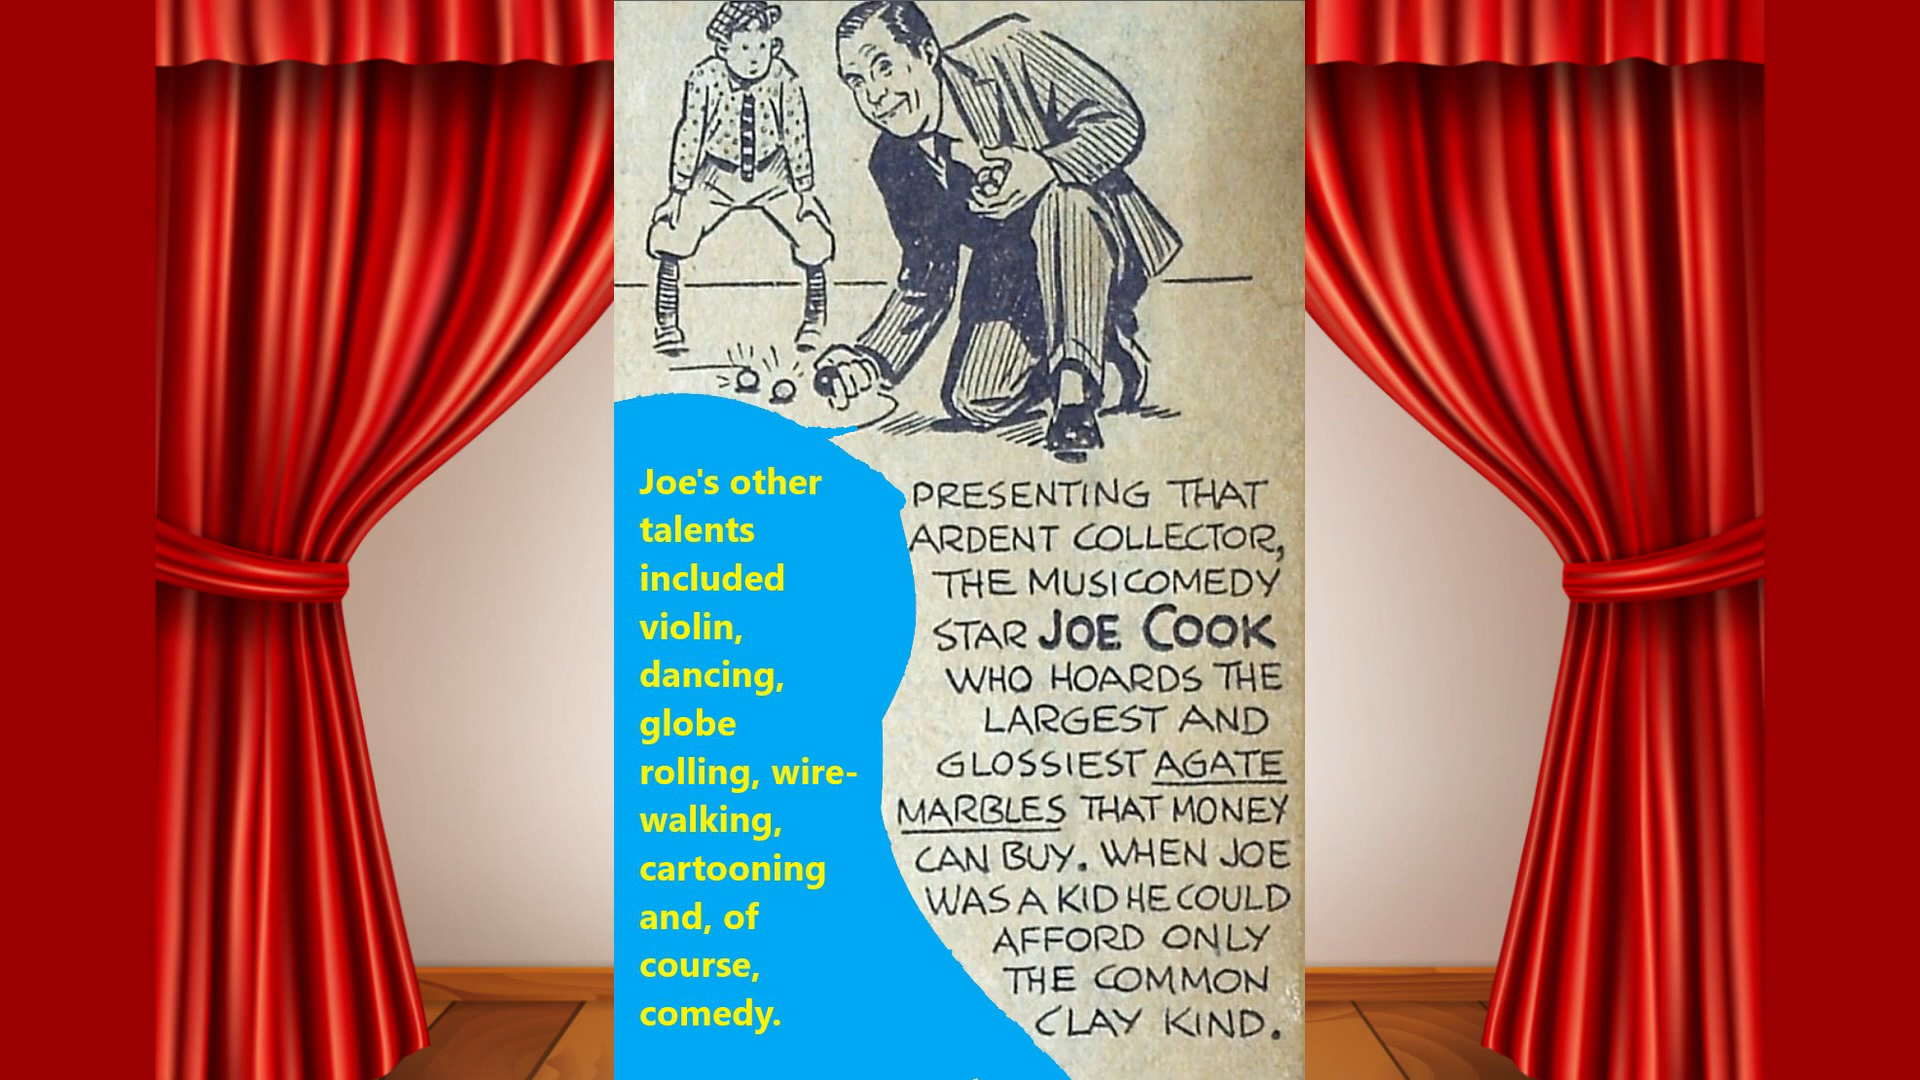 Joe's other
talents
included
violin,
dancing,
globe
rolling, wire-
walking,
cartooning
and, of
course,
comedy.
PRESENTING THAT
ARDENT COLLECTOR,
THE MUSICOMEDY
STAR JOE COOK
WHO HOARDS THE
LARGEST AND
GLOSSIEST AGATE
MARBLES THAT MONEY
CAN BUY. WHEN JOE
WAS A KID HE COULD
AFFORD ONLY
THE COMMON
CLAY KIND.